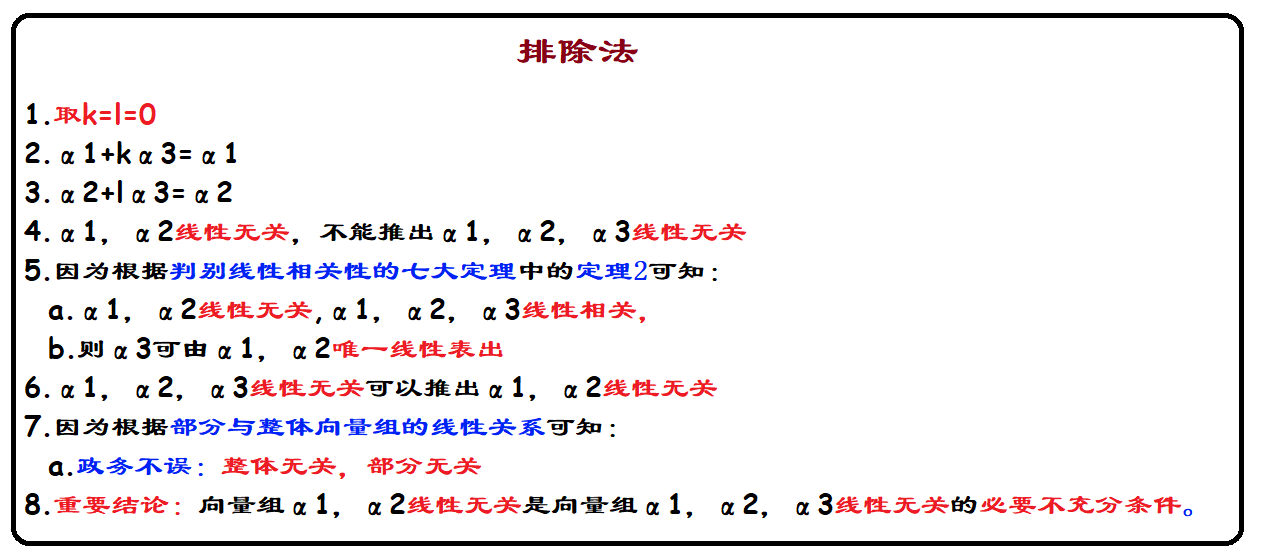 排除法
1.取k=l=0
2.α1+kα3=α1
3.α2+lα3=α2
4.α1，α2线性无关，不能推出α1，α2，α3线性无关
5.因为根据判别线性相关性的七大定理中的定理2可知：
a.α1，α2线性无关,α1，α2，α3线性相关，
b.则α3可由α1，α2唯一线性表出
6.α1，α2，α3线性无关可以推出α1，α2线性无关
7.因为根据部分与整体向量组的线性关系可知：
a.政务不误：整体无关，部分无关
8.重要结论：向量组α1，α2线性无关是向量组α1，α2，α3线性无关的必要不充分条件。